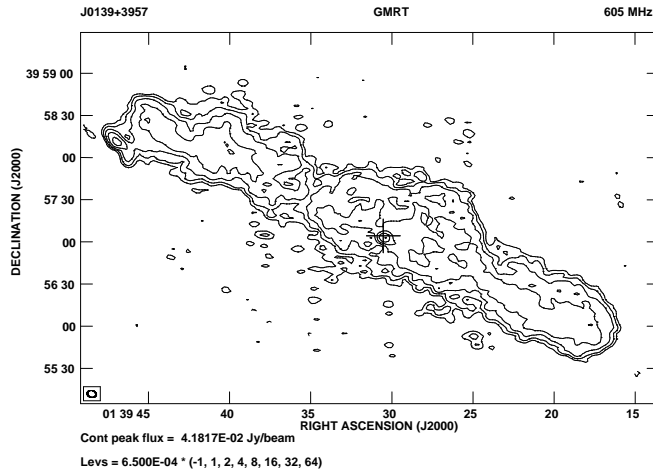 J0139+3957 GMRT 605 MHz
39 59 00
58 30
00
57 30
00
56 30
00
55 30
DECLINATION (J2000)
01 39 45 40 35 30 25 20 15
RIGHT ASCENSION (J2000)
Cont peak flux = 4.1817E-02 Jy/beam
Levs = 6.500E-04 * (-1, 1, 2, 4, 8, 16, 32, 64)